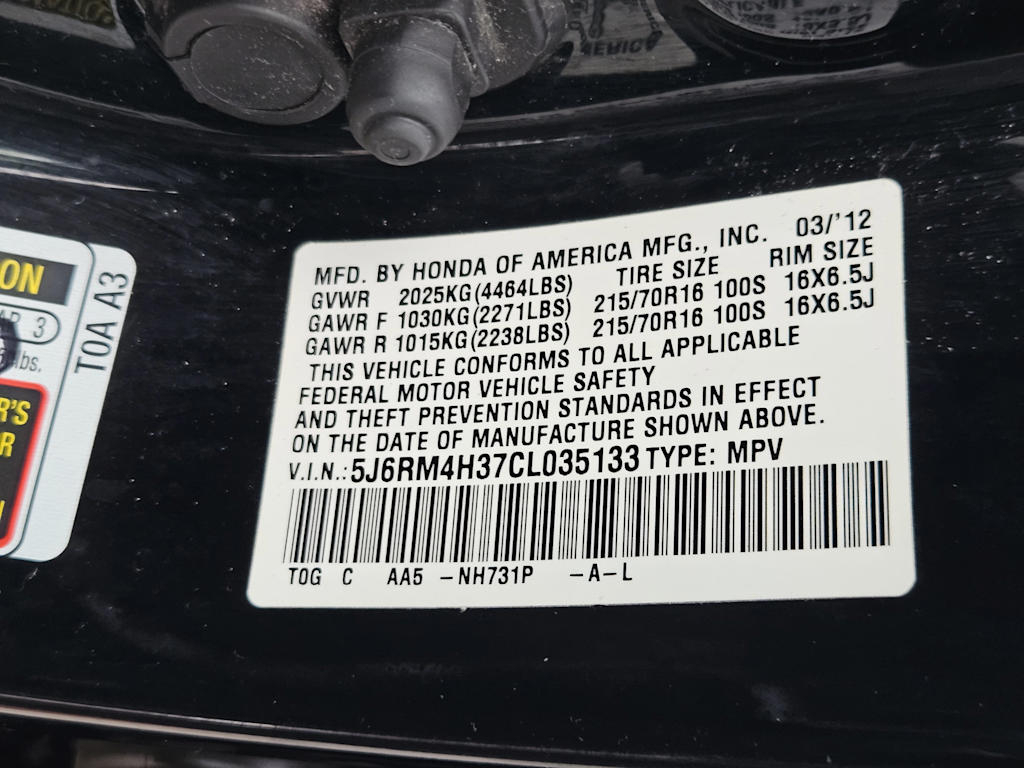 MFD. BY HONDA OF AMERICA MFG., INC. 03/'12
GVWR 2025KG(4464LBS) TIRE SIZE RIM SIZE
GAWR F 1030KG(2271LBS) 215/70R16 100S 16X6.5J
GAWR R 1015KG(2238LBS) 215/70R16 100S 16X6.5J
THIS VEHICLE CONFORMS TO ALL APPLICABLE
FEDERAL MOTOR VEHICLE SAFETY
AND THEFT PREVENTION STANDARDS IN EFFECT
ON THE DATE OF MANUFACTURE SHOWN ABOVE.
V.I.N.: 5J6RM4H37CL035133 TYPE: MPV
T0G C AA5 -NH731P -A-L
T0A A3
ON
3
lbs.
R'S
R